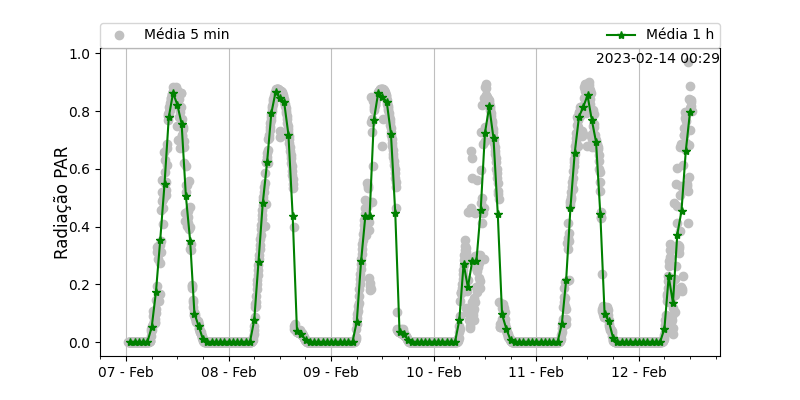 Média 5 min
Média 1 h
2023-02-14 00:29
Radiação PAR
1.0
0.8
0.6
0.4
0.2
0.0
07 - Feb
08 - Feb
09 - Feb
10 - Feb
11 - Feb
12 - Feb